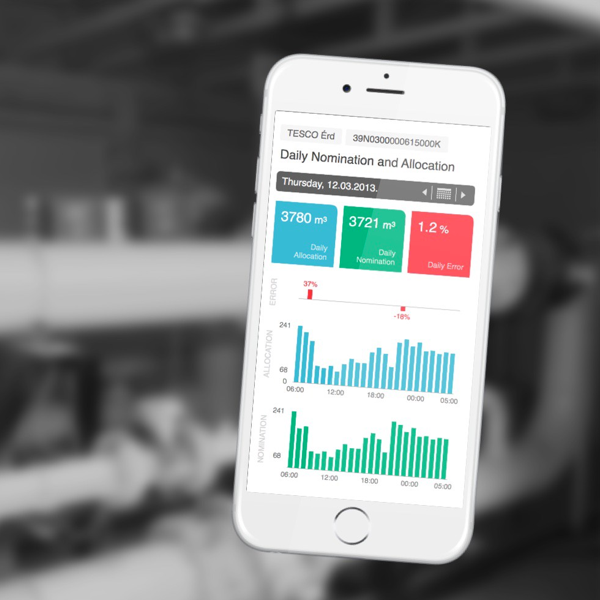 TESCO Érd 39N0300000615000K
Daily Nomination and Allocation
Thursday, 12.03.2013.
3780 m³ 3721 m³ 1.2 %
Daily Allocation
Daily Nomination
Daily Error
ERROR
37%
-18%
ALLOCATION
241
68
0
06:00 12:00 18:00 00:00 05:00
NOMINATION
241
68
06:00 12:00 18:00 00:00 05:00